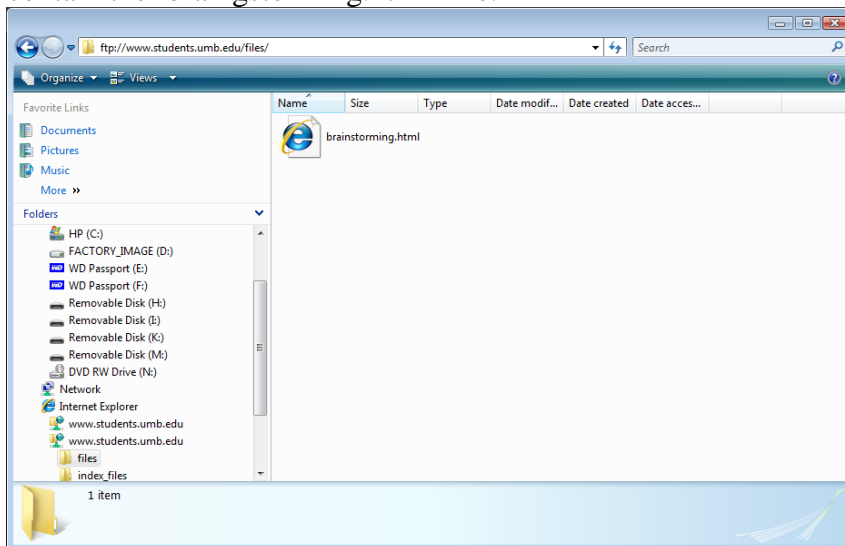 ftp://www.students.umb.edu/files/
Search
Organize
Views
Favorite Links
Documents
Pictures
Music
More »
Folders
HP (C:)
FACTORY_IMAGE (D:)
WD Passport (E:)
WD Passport (F:)
Removable Disk (H:)
Removable Disk (I:)
Removable Disk (K:)
Removable Disk (M:)
DVD RW Drive (N:)
Network
Internet Explorer
www.students.umb.edu
www.students.umb.edu
files
index_files
Name Size Type Date modif... Date created Date acces...
brainstorming.html
1 item